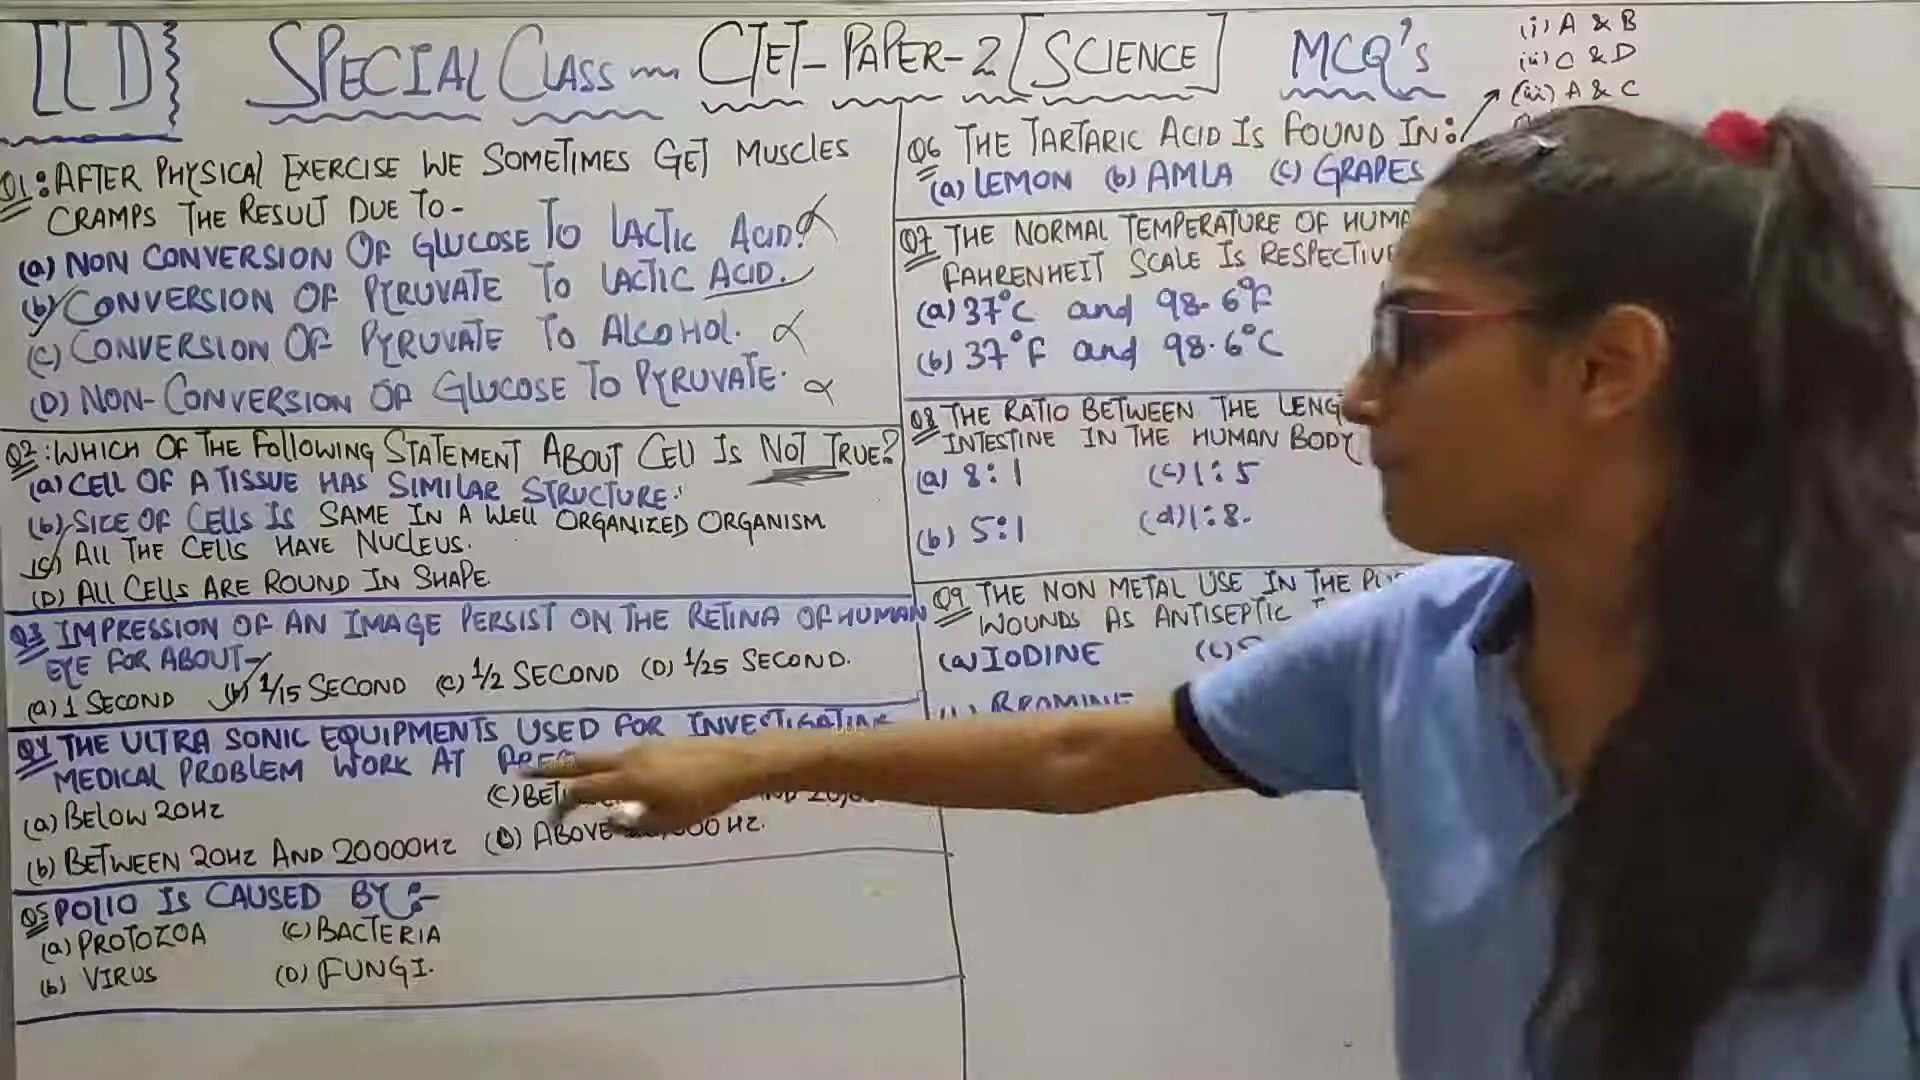 LCD SPECIAL CLASS CTET-PAPER-2 [SCIENCE] MCQ'S
Q1: AFTER PHYSICAL EXERCISE WE SOMETIMES GET MUSCLES
CRAMPS THE RESULT DUE TO-
(a) NON CONVERSION OF GLUCOSE TO LACTIC ACID.
(b) CONVERSION OF PYRUVATE TO LACTIC ACID.
(C) CONVERSION OF PYRUVATE TO ALCOHOL.
(D) NON-CONVERSION OF GLUCOSE TO PYRUVATE.
Q2: WHICH OF THE FOLLOWING STATEMENT ABOUT CELL IS NOT TRUE?
(a) CELL OF A TISSUE HAS SIMILAR STRUCTURE.
(b) SIZE OF CELLS IS SAME IN A WELL ORGANIZED ORGANISM
(c) ALL THE CELLS HAVE NUCLEUS.
(D) ALL CELLS ARE ROUND IN SHAPE.
Q3 IMPRESSION OF AN IMAGE PERSIST ON THE RETINA OF HUMAN
EYE FOR ABOUT-
(a) 1 SECOND (b) 1/15 SECOND (c) 1/2 SECOND (D) 1/25 SECOND.
Q4 THE ULTRA SONIC EQUIPMENTS USED FOR INVESTIGATING
MEDICAL PROBLEM WORK AT
(a) BELOW 20HZ
(b) BETWEEN 20HZ AND 20000HZ
(D) ABOVE HZ.
Q5 POLIO IS CAUSED BY:-
(a) PROTOZOA (C) BACTERIA
(b) VIRUS (D) FUNGI.
(i) A & B
(ii) C & D
(iii) A & C
Q6 THE TARTARIC ACID IS FOUND IN:
(a) LEMON (b) AMLA (c) GRAPES
Q7 THE NORMAL TEMPERATURE OF
FAHRENHEIT SCALE IS
(a) 37°C and 98.6°F
(b) 37°F and 98.6°C
Q8 THE RATIO BETWEEN THE
INTESTINE IN THE HUMAN BODY
(a) 8:1 (c) 1:5
(b) 5:1 (d) 1:8.
Q9 THE NON METAL USE IN THE
WOUNDS AS ANTISEPTIC
(a) IODINE
BROMINE